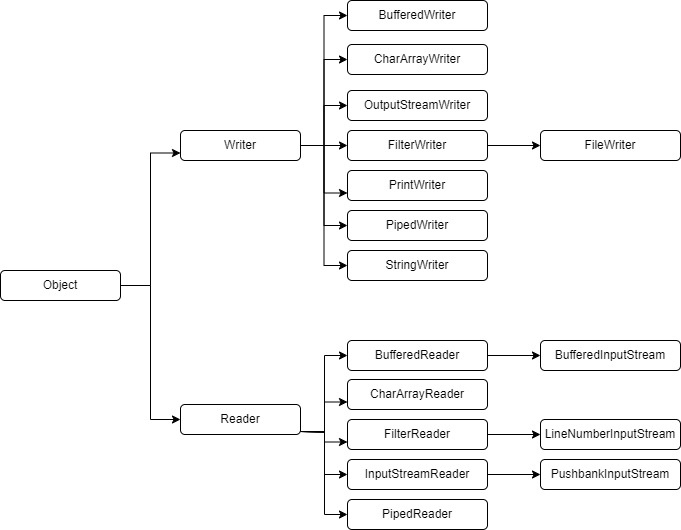 BufferedWriter
CharArrayWriter
OutputStreamWriter
Writer
FilterWriter
FileWriter
PrintWriter
PipedWriter
StringWriter
Object
BufferedReader
BufferedInputStream
CharArrayReader
Reader
FilterReader
LineNumberInputStream
InputStreamReader
PushbankInputStream
PipedReader